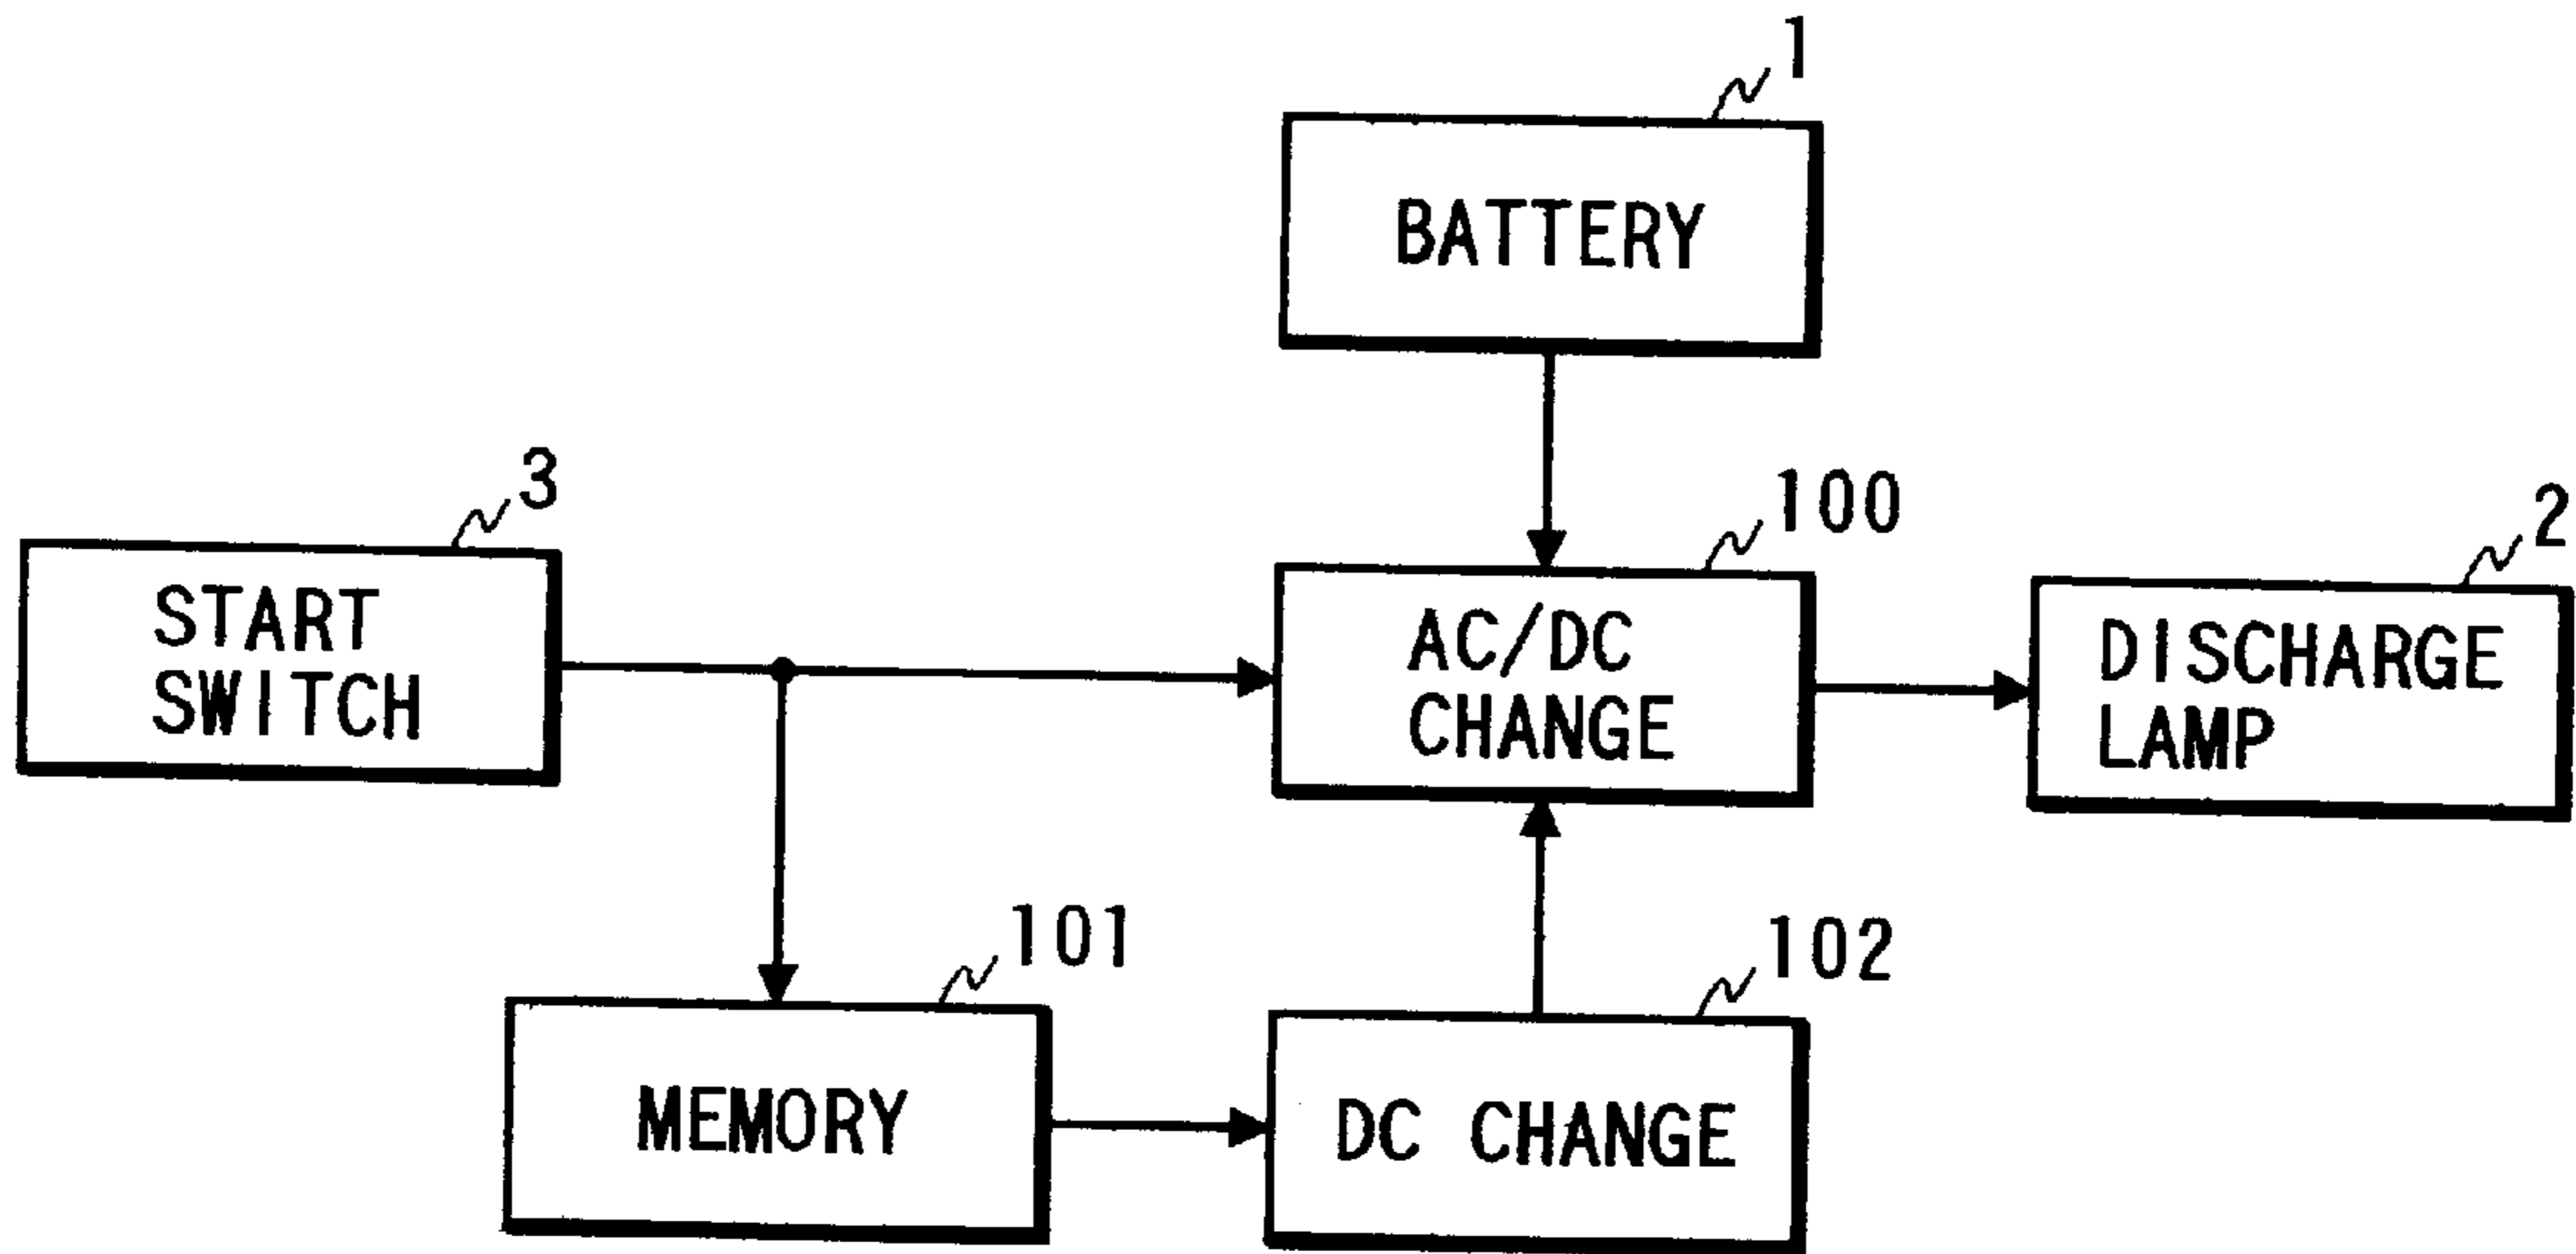 1
BATTERY
3
START
SWITCH
100
AC/DC
CHANGE
2
DISCHARGE
LAMP
101
MEMORY
102
DC CHANGE